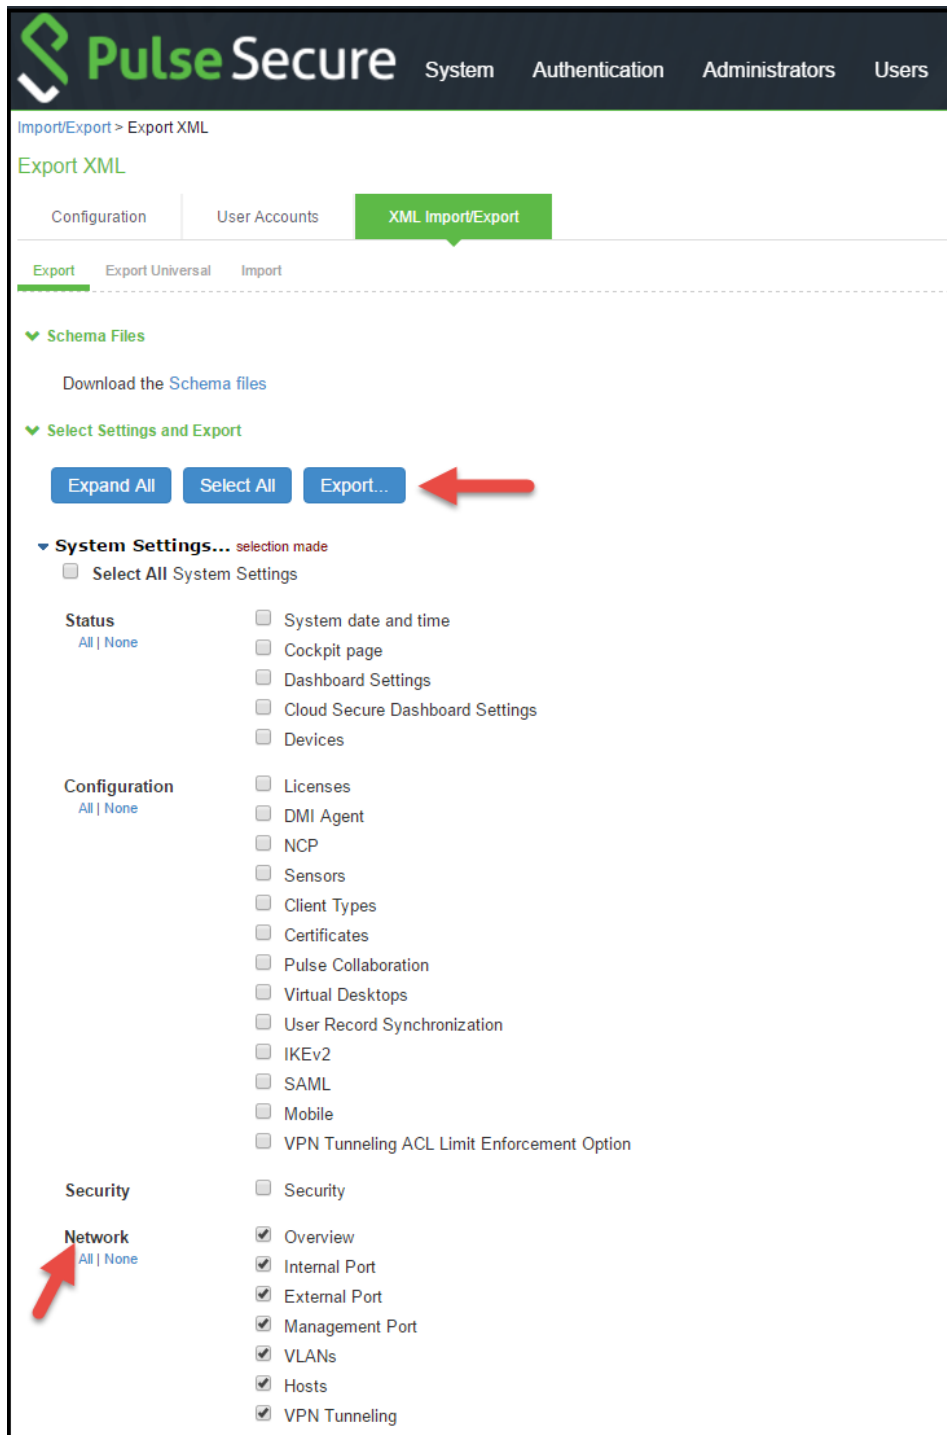 Pulse Secure System Authentication Administrators Users
Import/Export > Export XML
Export XML
Configuration User Accounts XML Import/Export
Export Export Universal Import
Schema Files
Download the Schema files
Select Settings and Export
Expand All Select All Export...
System Settings... selection made
Select All System Settings
Status System date and time
All | None
Cockpit page
Dashboard Settings
Cloud Secure Dashboard Settings
Devices
Configuration Licenses
All | None
DMI Agent
NCP
Sensors
Client Types
Certificates
Pulse Collaboration
Virtual Desktops
User Record Synchronization
IKEv2
SAML
Mobile
VPN Tunneling ACL Limit Enforcement Option
Security Security
Network Overview
All | None
Internal Port
External Port
Management Port
VLANs
Hosts
VPN Tunneling